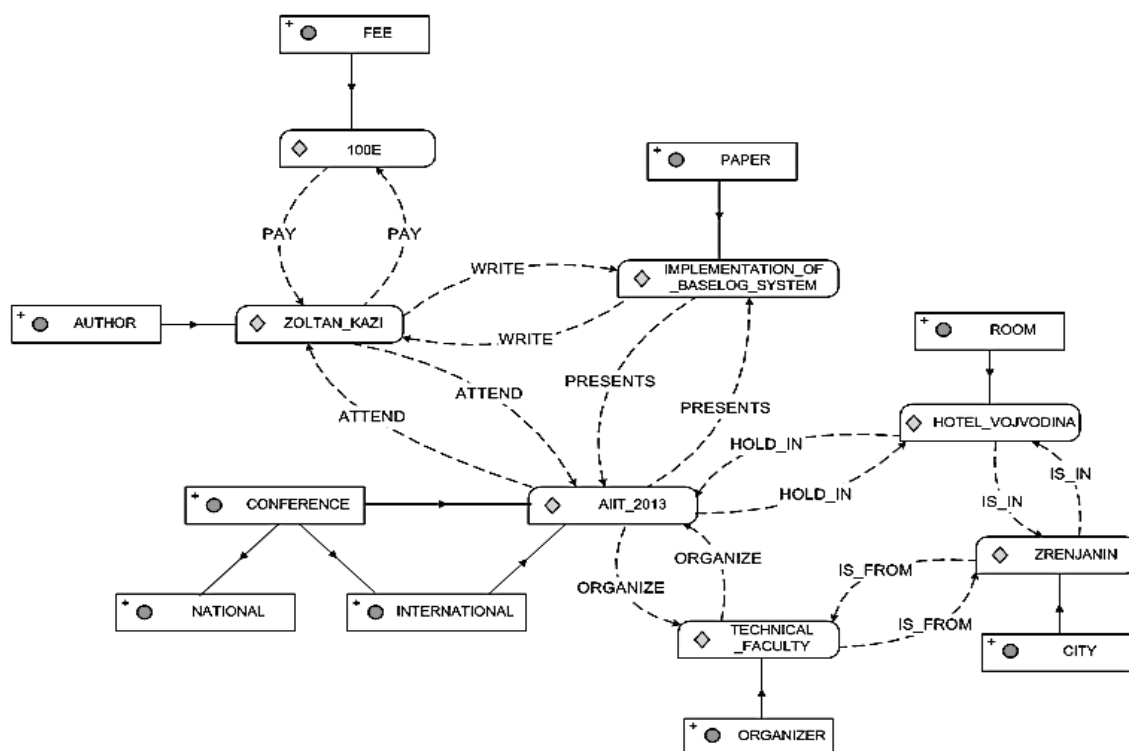 FEE
100E
PAPER
PAY
PAY
WRITE
IMPLEMENTATION_OF
_BASELOG_SYSTEM
AUTHOR
ZOLTAN_KAZI
WRITE
ROOM
PRESENTS
ATTEND
ATTEND
PRESENTS
HOTEL_VOJVODINA
HOLD_IN
IS_IN
CONFERENCE
AIIT_2013
HOLD_IN
IS_IN
ORGANIZE
ZRENJANIN
IS_FROM
ORGANIZE
NATIONAL
INTERNATIONAL
TECHNICAL
_FACULTY
IS_FROM
CITY
ORGANIZER